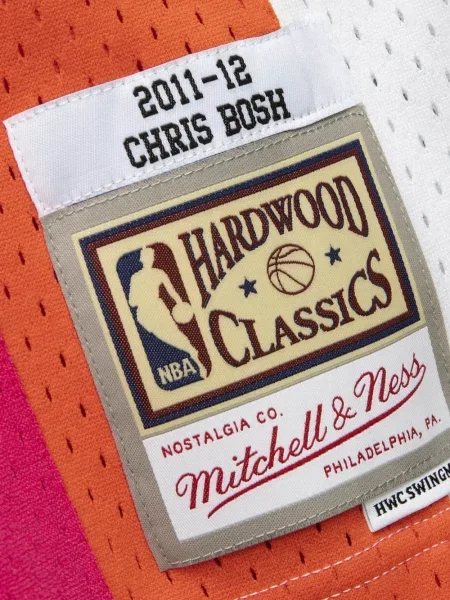 2011-12
CHRIS BOSH
HARDWOOD
CLASSICS
NBA
NOSTALGIA CO.
Mitchell & Ness
PHILADELPHIA, PA.